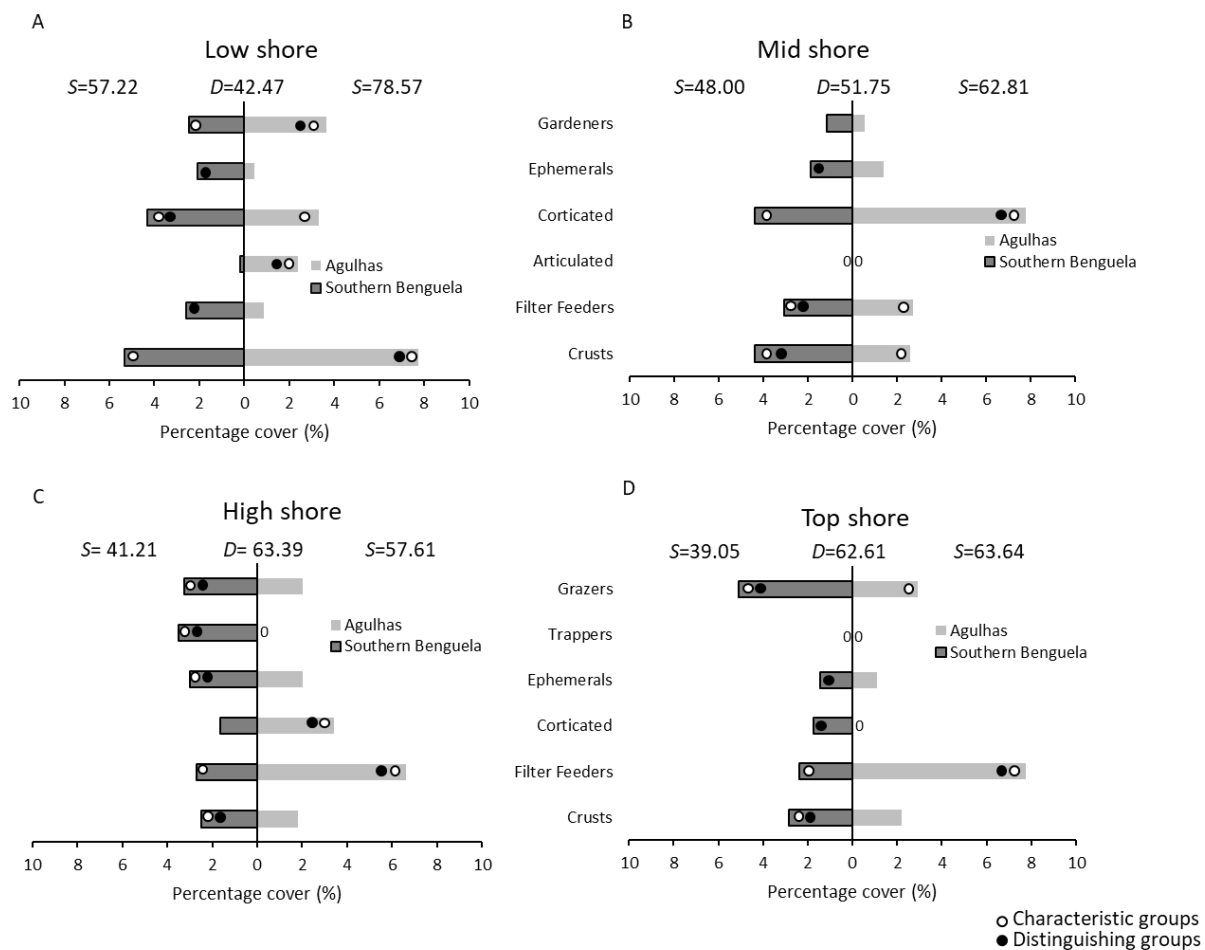 A
Low shore
S=57.22 D=42.47 S=78.57
Agulhas
Southern Benguela
10 8 6 4 2 0 2 4 6 8 10
Percentage cover (%)
B
Mid shore
S=48.00 D=51.75 S=62.81
Gardeners
Ephemerals
Corticated
Articulated
0 0
Filter Feeders
Crusts
Agulhas
Southern Benguela
10 8 6 4 2 0 2 4 6 8 10
Percentage cover (%)
C
High shore
S= 41.21 D= 63.39 S=57.61
0
Agulhas
Southern Benguela
10 8 6 4 2 0 2 4 6 8 10
Percentage cover (%)
D
Top shore
S=39.05 D=62.61 S=63.64
Grazers
Trappers
0 0
Ephemerals
Corticated
0
Filter Feeders
Crusts
Agulhas
Southern Benguela
10 8 6 4 2 0 2 4 6 8 10
Percentage cover (%)
Characteristic groups
Distinguishing groups